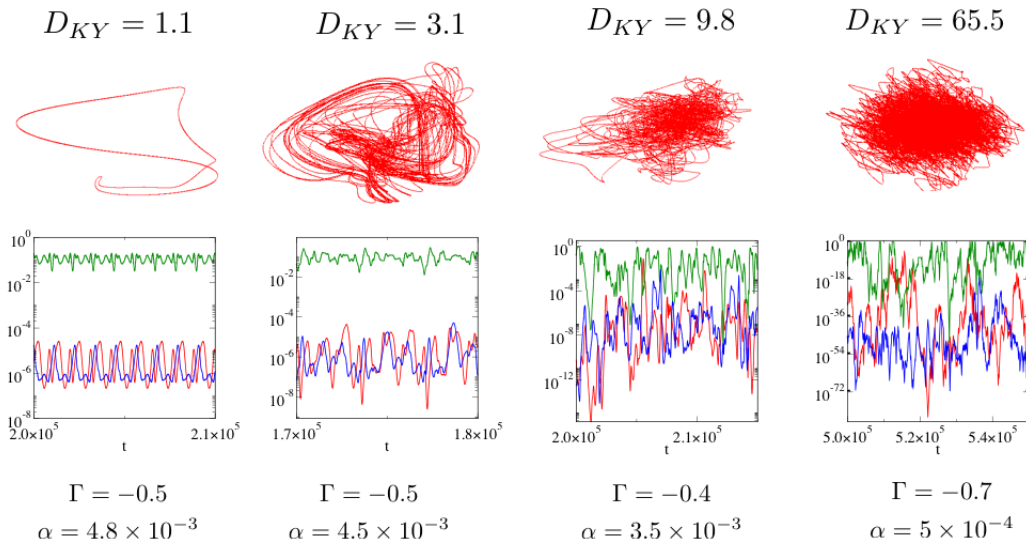 D_{KY} = 1.1
D_{KY} = 3.1
D_{KY} = 9.8
D_{KY} = 65.5
10^0
10^{-2}
10^{-4}
10^{-6}
10^{-8}
2.0×10^5
2.1×10^5
t
10^{-2}
10^{-4}
10^{-6}
10^{-8}
1.7×10^5
1.8×10^5
t
10^0
10^{-4}
10^{-8}
10^{-12}
2.0×10^5
2.1×10^5
t
10^0
10^{-18}
10^{-36}
10^{-54}
10^{-72}
5.0×10^5
5.2×10^5
5.4×10^5
t
Γ = −0.5
Γ = −0.5
Γ = −0.4
Γ = −0.7
α = 4.8 × 10^{-3}
α = 4.5 × 10^{-3}
α = 3.5 × 10^{-3}
α = 5 × 10^{-4}